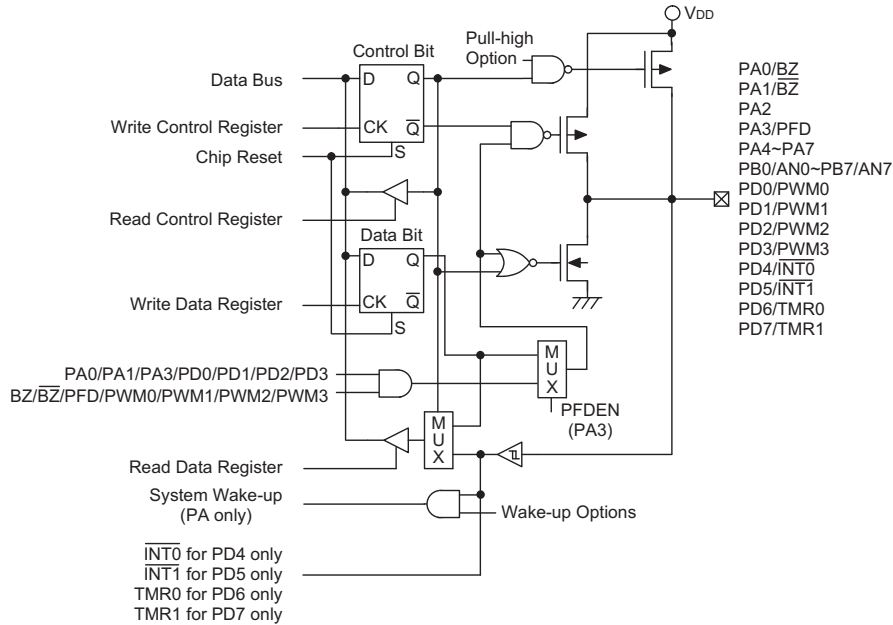 VDD
Pull-high
Option
Control Bit
Data Bus
D
Q
Write Control Register
CK
Q̅
Chip Reset
S
Read Control Register
Data Bit
D
Q
Write Data Register
CK
Q̅
S
PA0/PA1/PA3/PD0/PD1/PD2/PD3
BZ/B̅Z̅/PFD/PWM0/PWM1/PWM2/PWM3
M
U
X
PFDEN
(PA3)
M
U
X
Read Data Register
System Wake-up
(PA only)
Wake-up Options
I̅N̅T̅0̅ for PD4 only
I̅N̅T̅1̅ for PD5 only
TMR0 for PD6 only
TMR1 for PD7 only
PA0/BZ
PA1/B̅Z̅
PA2
PA3/PFD
PA4~PA7
PB0/AN0~PB7/AN7
PD0/PWM0
PD1/PWM1
PD2/PWM2
PD3/PWM3
PD4/I̅N̅T̅0̅
PD5/I̅N̅T̅1̅
PD6/TMR0
PD7/TMR1